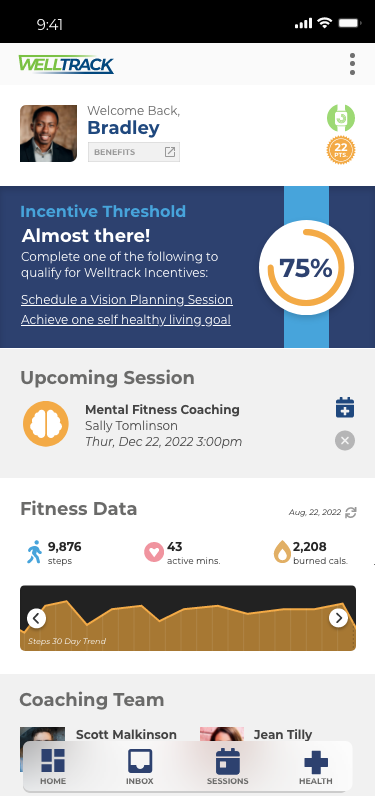 9:41
WELLTRACK
Welcome Back,
Bradley
BENEFITS
22
PTS.
Incentive Threshold
Almost there!
Complete one of the following to
qualify for Welltrack Incentives:
Schedule a Vision Planning Session
Achieve one self healthy living goal
75%
Upcoming Session
Mental Fitness Coaching
Sally Tomlinson
Thur, Dec 22, 2022 3:00pm
Fitness Data
Aug, 22, 2022
9,876
steps
43
active mins.
2,208
burned cals.
Steps 30 Day Trend
Coaching Team
Scott Malkinson
Jean Tilly
HOME
INBOX
SESSIONS
HEALTH